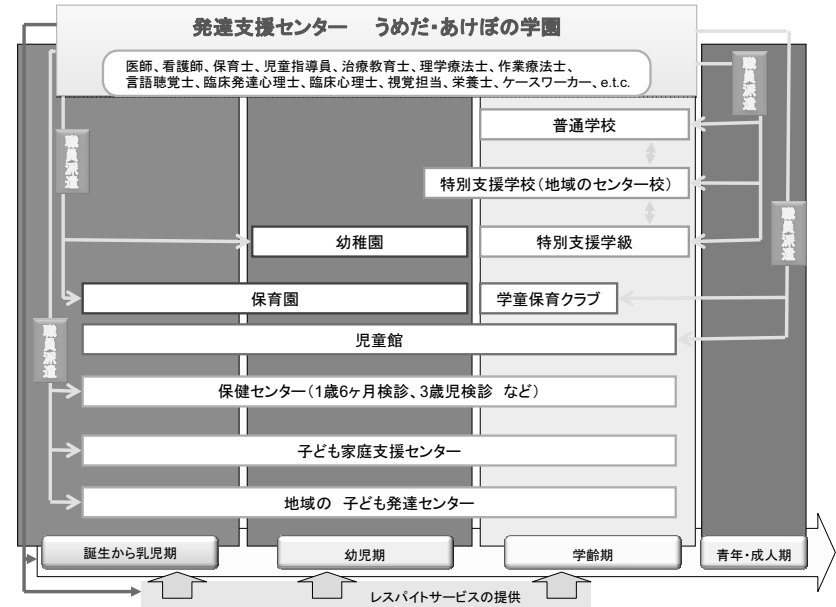 発達支援センター　うめだ・あけぼの学園
医師、看護師、保育士、児童指導員、治療教育士、理学療法士、作業療法士、
言語聴覚士、臨床発達心理士、臨床心理士、視覚担当、栄養士、ケースワーカー、e.t.c.
職員派遣
職員派遣
普通学校
特別支援学校(地域のセンター校)
職員派遣
幼稚園
特別支援学級
保育園
学童保育クラブ
職員派遣
児童館
保健センター(1歳6ヶ月検診、3歳児検診　など)
子ども家庭支援センター
地域の　子ども発達センター
誕生から乳児期
幼児期
学齢期
青年・成人期
レスパイトサービスの提供